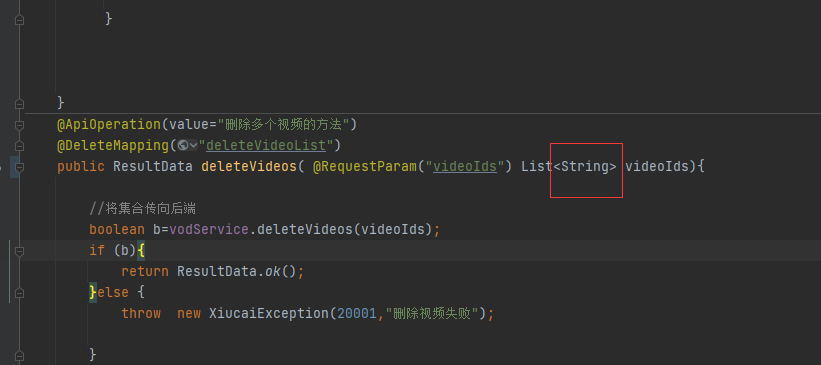 }
}
@ApiOperation(value="删除多个视频的方法")
@DeleteMapping("deleteVideoList")
public ResultData deleteVideos( @RequestParam("videoIds") List<String> videoIds){
//将集合传向后端
boolean b=vodService.deleteVideos(videoIds);
if (b){
return ResultData.ok();
}else {
throw  new XiucaiException(20001,"删除视频失败");
}